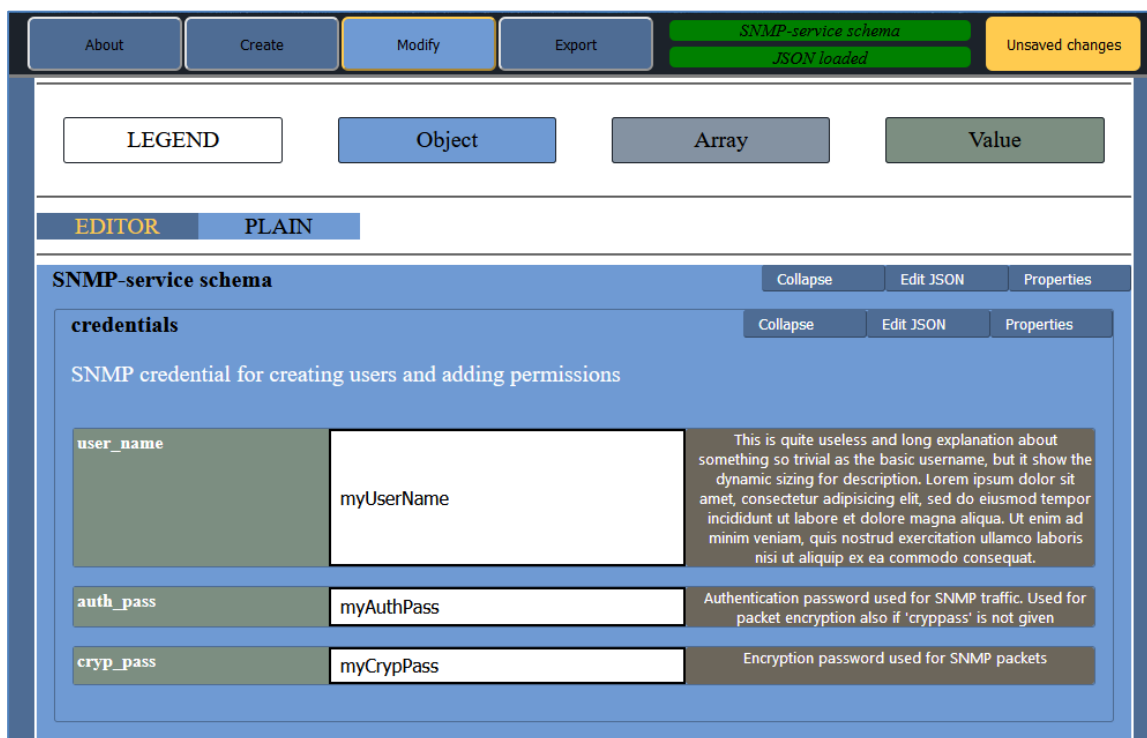 About
Create
Modify
Export
SNMP-service schema
JSON loaded
Unsaved changes
LEGEND
Object
Array
Value
EDITOR
PLAIN
SNMP-service schema
Collapse
Edit JSON
Properties
credentials
Collapse
Edit JSON
Properties
SNMP credential for creating users and adding permissions
user_name
myUserName
This is quite useless and long explanation about
something so trivial as the basic username, but it show the
dynamic sizing for description. Lorem ipsum dolor sit
amet, consectetur adipisicing elit, sed do eiusmod tempor
incididunt ut labore et dolore magna aliqua. Ut enim ad
minim veniam, quis nostrud exercitation ullamco laboris
nisi ut aliquip ex ea commodo consequat.
auth_pass
myAuthPass
Authentication password used for SNMP traffic. Used for
packet encryption also if 'cryppass' is not given
cryp_pass
myCrypPass
Encryption password used for SNMP packets